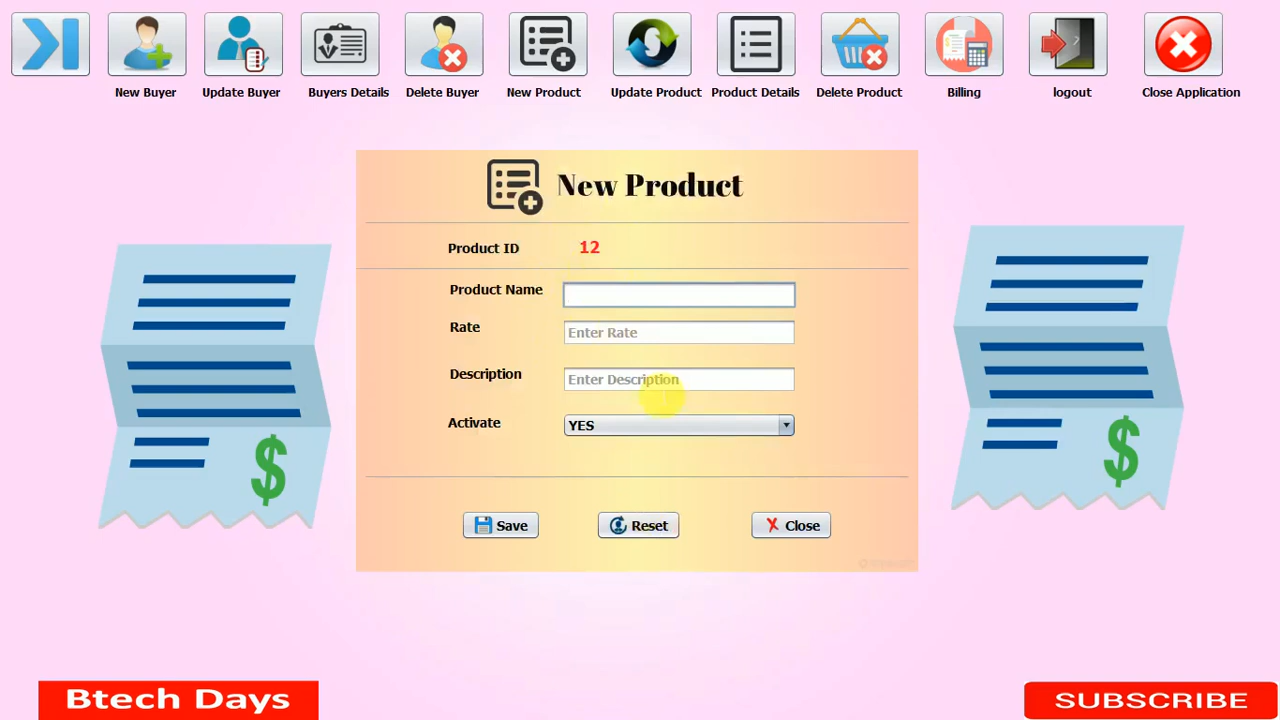 New Buyer
Update Buyer
Buyers Details
Delete Buyer
New Product
Update Product
Product Details
Delete Product
Billing
logout
Close Application
New Product
Product ID 12
Product Name
Rate Enter Rate
Description Enter Description
Activate YES
Save
Reset
Close
Btech Days
SUBSCRIBE